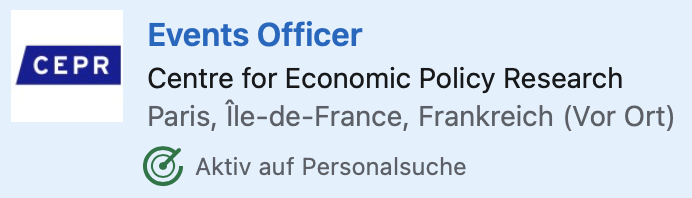 CEPR
Events Officer
Centre for Economic Policy Research
Paris, Île-de-France, Frankreich (Vor Ort)
Aktiv auf Personalsuche